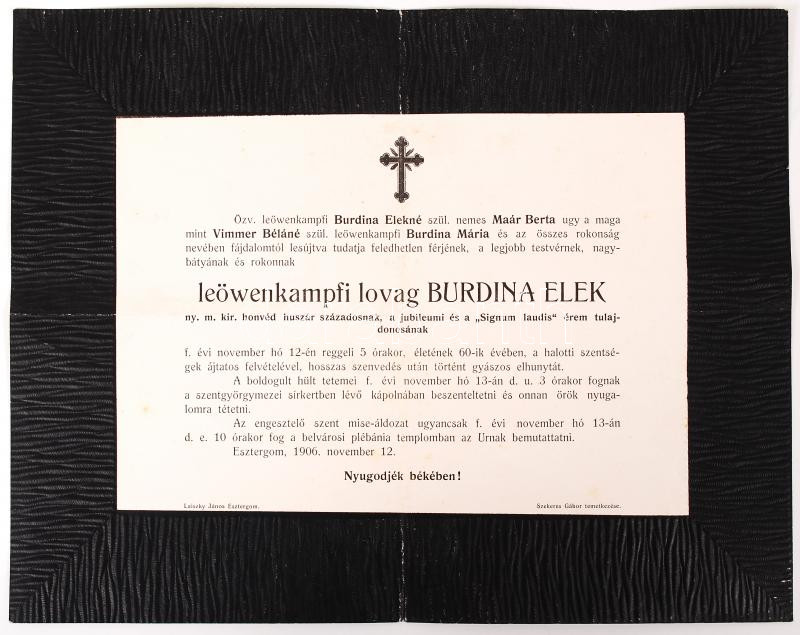 Özv. leöwenkampfi Burdina Elekné szül. nemes Maár Berta ugy a maga
mint Vimmer Béláné szül. leöwenkampfi Burdina Mária és az összes rokonság
nevében fájdalomtól lesújtva tudatja feledhetlen férjének, a legjobb testvérnek, nagy-
bátyának és rokonnak
leöwenkampfi lovag BURDINA ELEK
ny. m. kir. honvéd huszár századosnak, a jubileumi és a „Signum laudis" érem tulaj-
donosának
f. évi november hó 12-én reggeli 5 órakor, életének 60-ik évében, a halotti szentsé-
gek ájtatos felvételével, hosszas szenvedés után történt gyászos elhunytát.
A boldogult hült tetemei f. évi november hó 13-án d. u. 3 órakor fognak
a szentgyörgymezei sírkertben lévő kápolnában beszenteltetni és onnan örök nyuga-
lomra tétetni.
Az engesztelő szent mise-áldozat ugyancsak f. évi november hó 13-án
d. e. 10 órakor fog a belvárosi plébánia templomban az Urnak bemutattatni.
Esztergom, 1906. november 12.
Nyugodjék békében!
Laiszky János Esztergom.
Szekeres Gábor temetkezése.